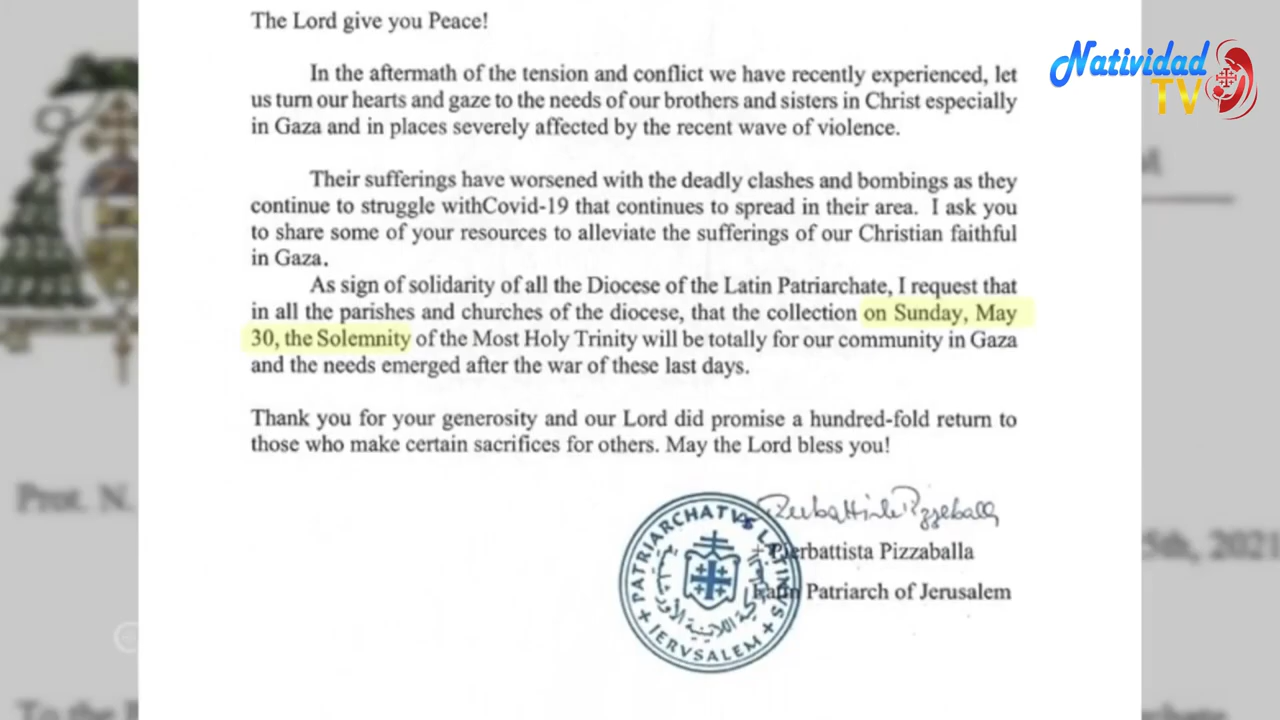 The Lord give you Peace!
In the aftermath of the tension and conflict we have recently experienced, let
us turn our hearts and gaze to the needs of our brothers and sisters in Christ especially
in Gaza and in places severely affected by the recent wave of violence.
Their sufferings have worsened with the deadly clashes and bombings as they
continue to struggle withCovid-19 that continues to spread in their area. I ask you
to share some of your resources to alleviate the sufferings of our Christian faithful
in Gaza.
As sign of solidarity of all the Diocese of the Latin Patriarchate, I request that
in all the parishes and churches of the diocese, that the collection on Sunday, May
30, the Solemnity of the Most Holy Trinity will be totally for our community in Gaza
and the needs emerged after the war of these last days.
Thank you for your generosity and our Lord did promise a hundred-fold return to
those who make certain sacrifices for others. May the Lord bless you!
Pierbattista Pizzaballa
+ Pierbattista Pizzaballa
Latin Patriarch of Jerusalem
PATRIARCHATVS LATINVS
+ JERVSALEM +
Natividad
TV
Prot. N.
5th, 2021
To the